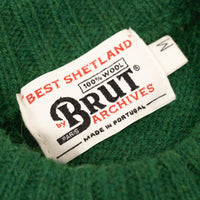 "BEST SHETLAND"
100% WOOL
by BRUT
PARIS
ARCHIVES
MADE IN PORTUGAL
M